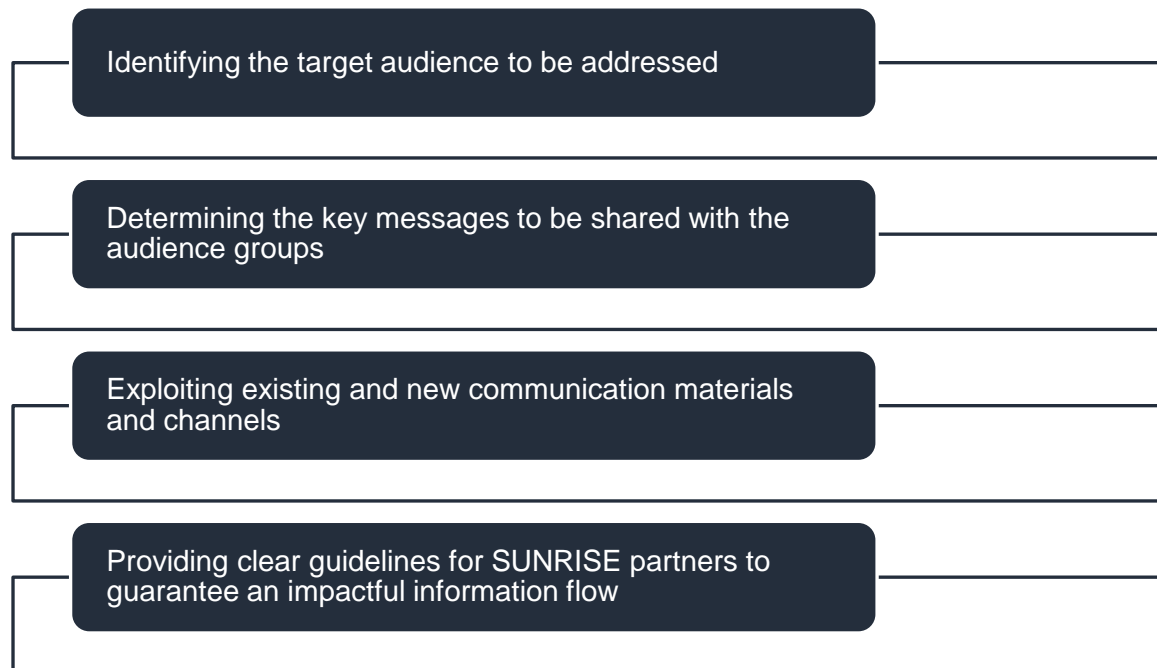 Identifying the target audience to be addressed
Determining the key messages to be shared with the
audience groups
Exploiting existing and new communication materials
and channels
Providing clear guidelines for SUNRISE partners to
guarantee an impactful information flow